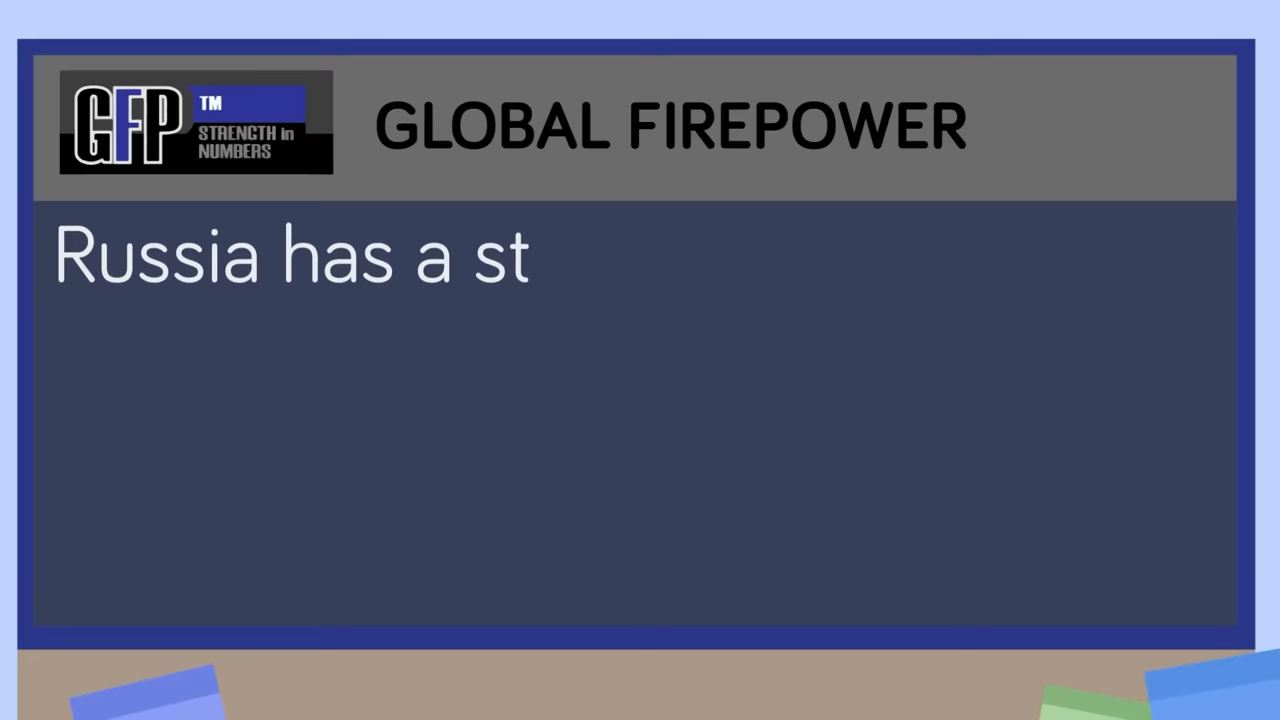 GFP
TM
STRENGTH in
NUMBERS
GLOBAL FIREPOWER
Russia has a st